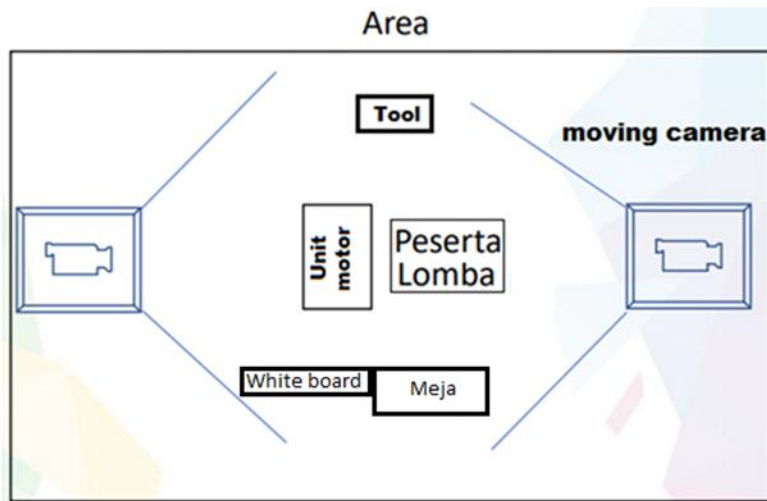 Area
Tool
moving camera
Unit
motor
Peserta
Lomba
White board
Meja